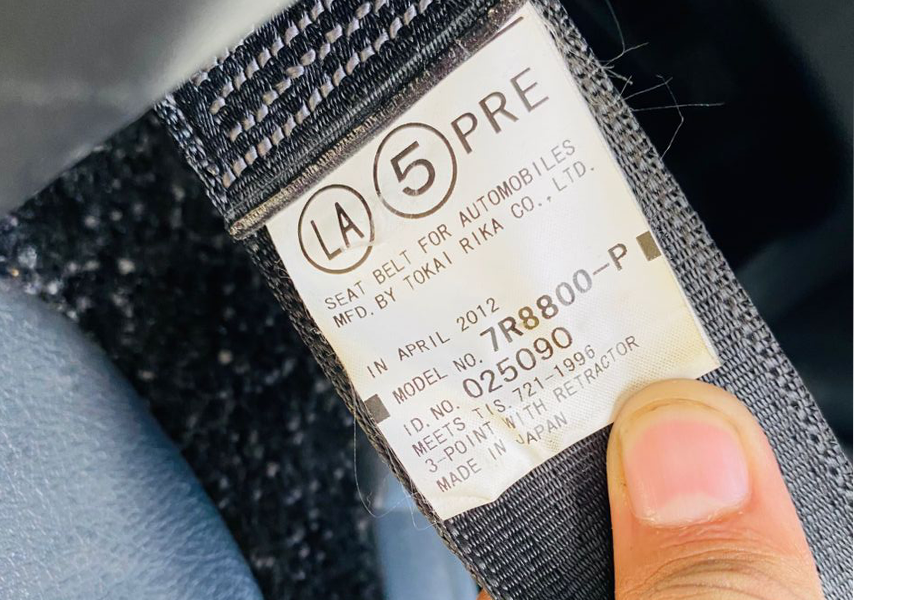 LA 5 PRE
SEAT BELT FOR AUTOMOBILES
MFD.BY TOKAI RIKA CO., LTD.
IN APRIL 2012
MODEL NO. 7R8800-P
I.D. NO. 025090
MEETS TIS 721-1996
3-POINT WITH RETRACTOR
MADE IN JAPAN